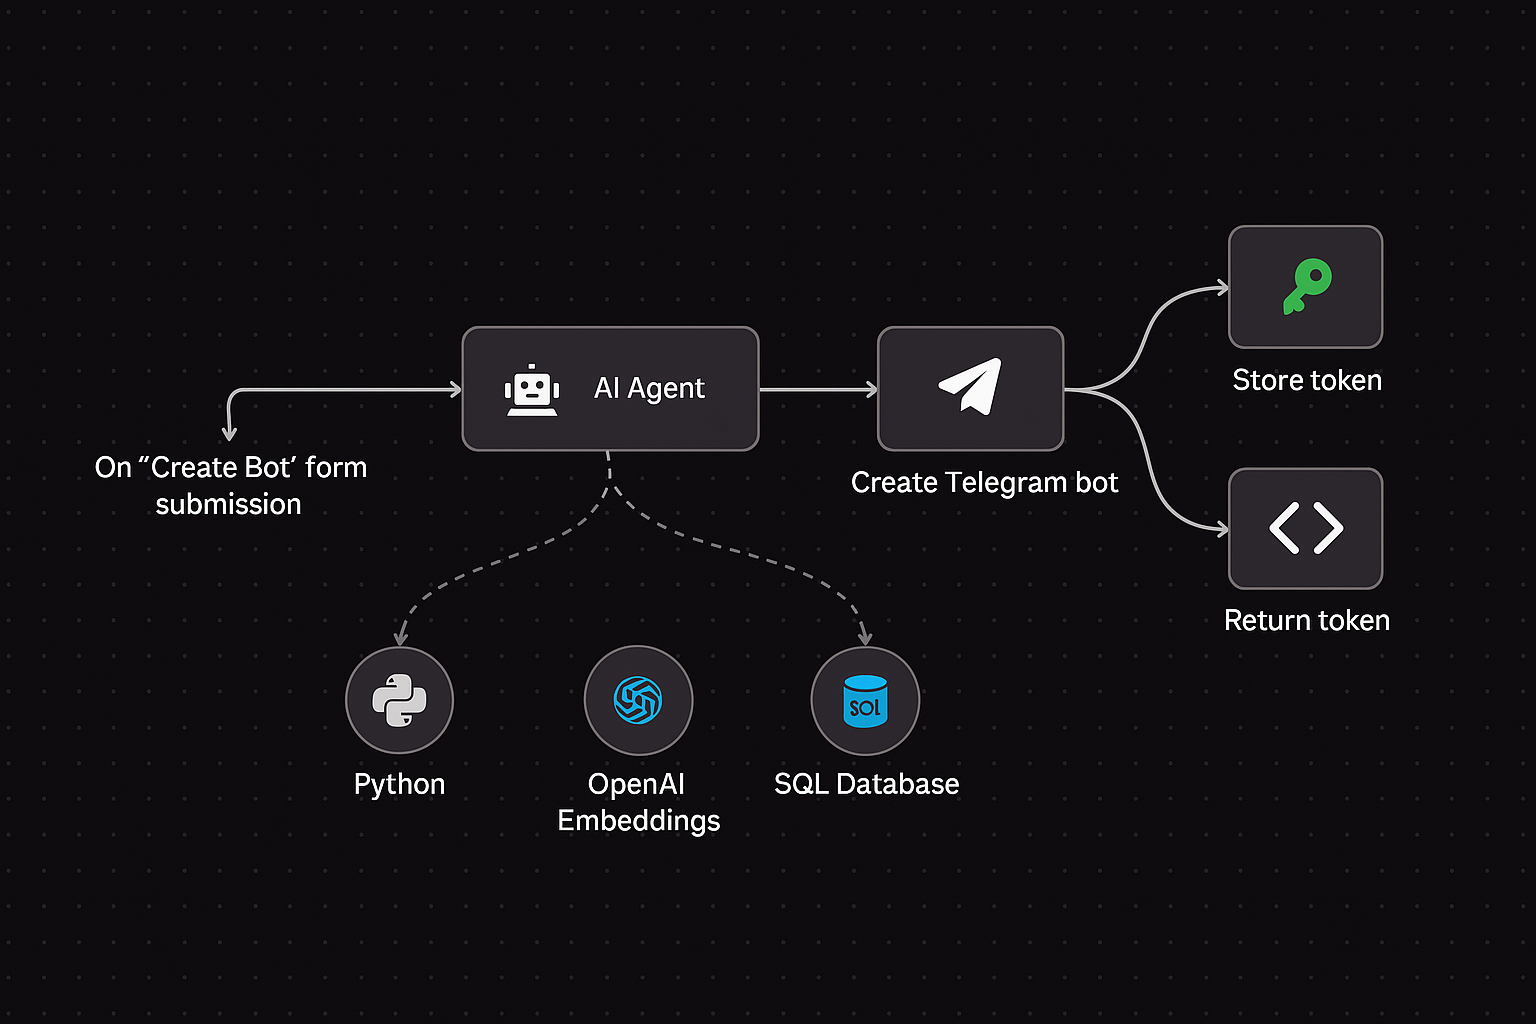 AI Agent
On “Create Bot’ form
submission
Create Telegram bot
Store token
Return token
Python
OpenAI
Embeddings
SQL
SQL Database